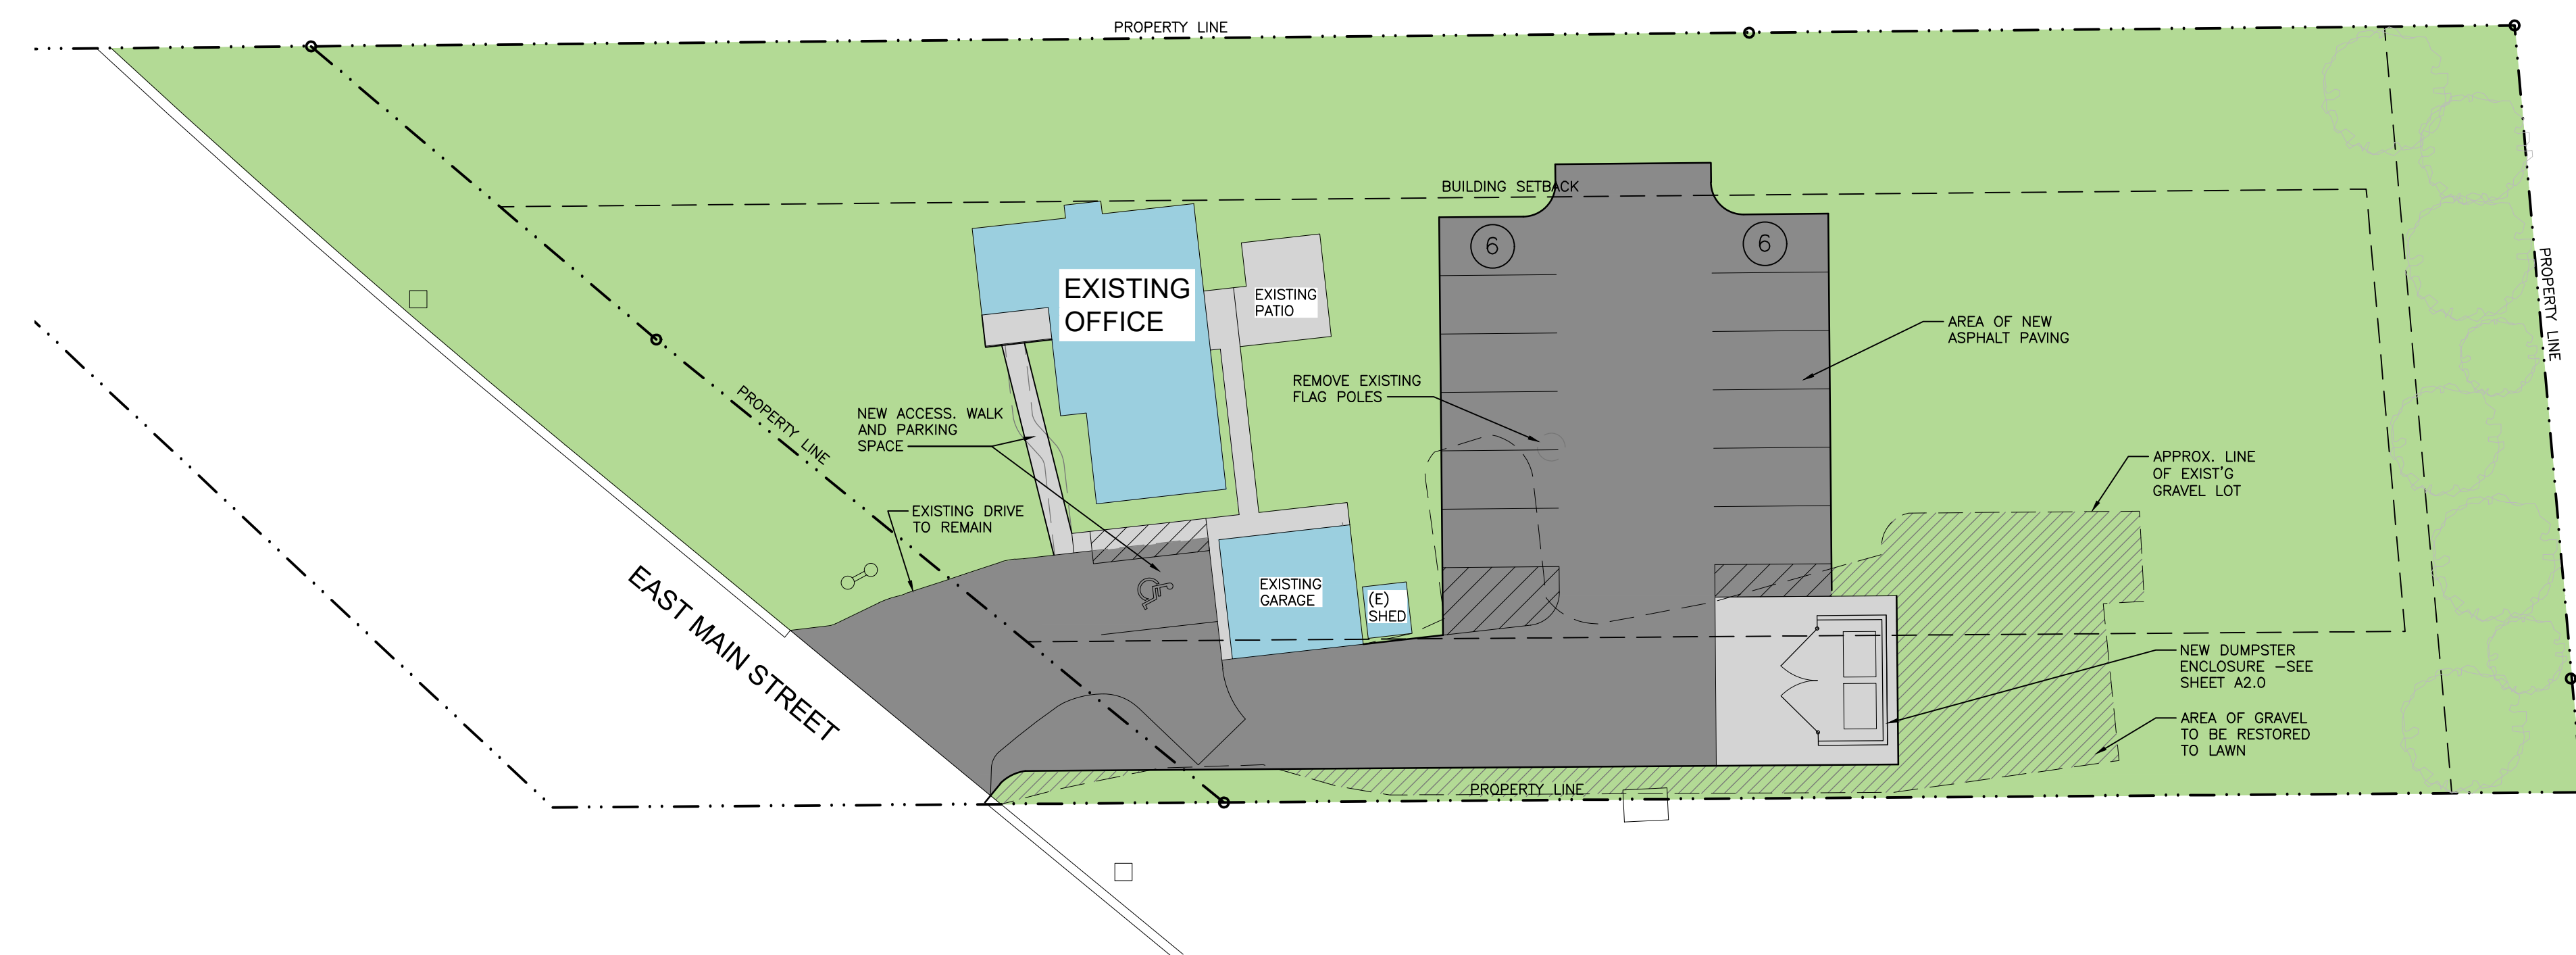 PROPERTY LINE
BUILDING SETBACK
6
6
EXISTING
OFFICE
EXISTING
PATIO
PROPERTY LINE
AREA OF NEW
ASPHALT PAVING
REMOVE EXISTING
FLAG POLES
PROPERTY LINE
NEW ACCESS. WALK
AND PARKING
SPACE
APPROX. LINE
OF EXIST'G
GRAVEL LOT
EXISTING DRIVE
TO REMAIN
EAST MAIN STREET
EXISTING
GARAGE
(E)
SHED
NEW DUMPSTER
ENCLOSURE -SEE
SHEET A2.0
AREA OF GRAVEL
TO BE RESTORED
TO LAWN
PROPERTY LINE